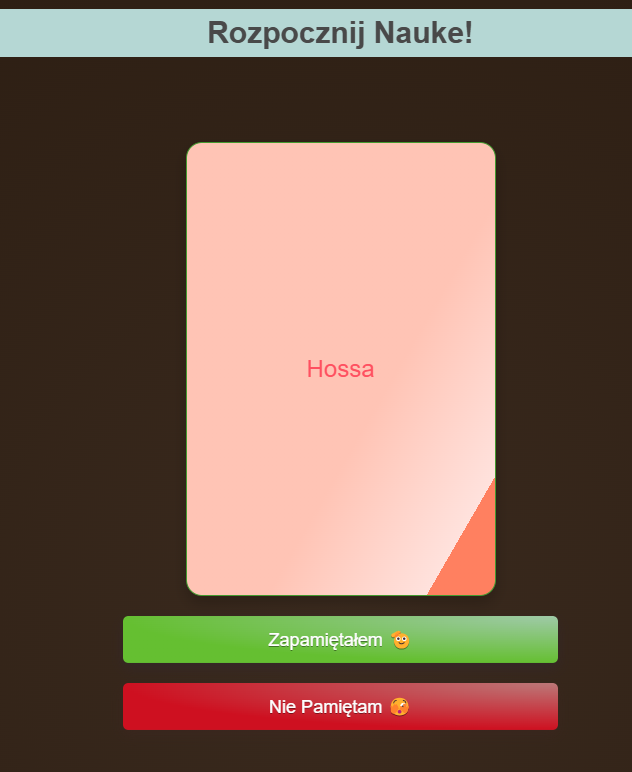 Rozpocznij Nauke!
Hossa
Zapamiętałem 🫡
Nie Pamiętam 🫣